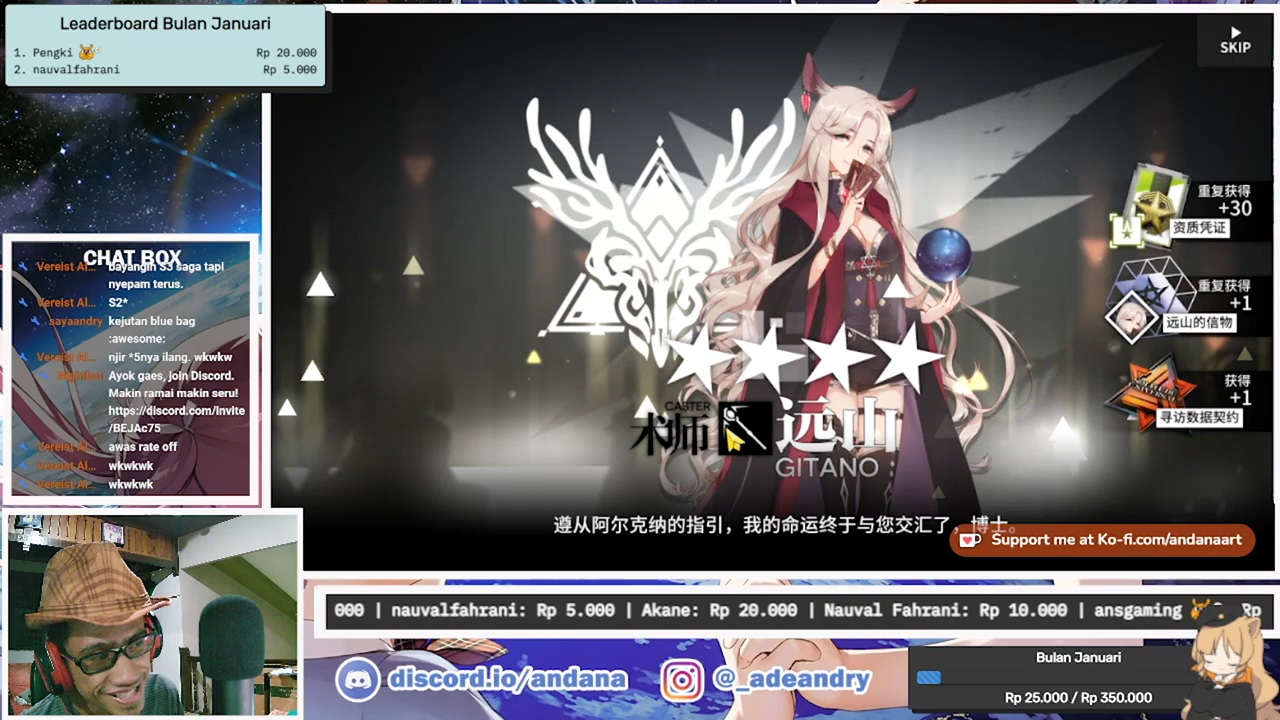 Leaderboard Bulan Januari
1. Pengki Rp 20.000
2. nauvalfahrani Rp 5.000
SKIP
重复获得
+30
资质凭证
重复获得
+1
远山的信物
获得
+1
寻访数据契约
CHAT BOX
Vereist Al... bayangin S3 saga tapi
nyepam terus.
Vereist Al... S2*
sayaandry kejutan blue bag
:awesome:
Vereist Al... njir *5nya ilang. wkwkw
Nightbot Ayok gaes, join Discord.
Makin ramai makin seru!
https://discord.com/invite
/BEJAc75
Vereist Al... awas rate off
Vereist Al... wkwkwk
Vereist Al... wkwkwk
CASTER
术师 远山
GITANO
遵从阿尔克纳的指引，我的命运终于与您交汇了，博士。
Support me at Ko-fi.com/andanaart
000 | nauvalfahrani: Rp 5.000 | Akane: Rp 20.000 | Nauval Fahrani: Rp 10.000 | ansgaming Rp
discord.io/andana @_adeandry
Bulan Januari
Rp 25.000 / Rp 350.000